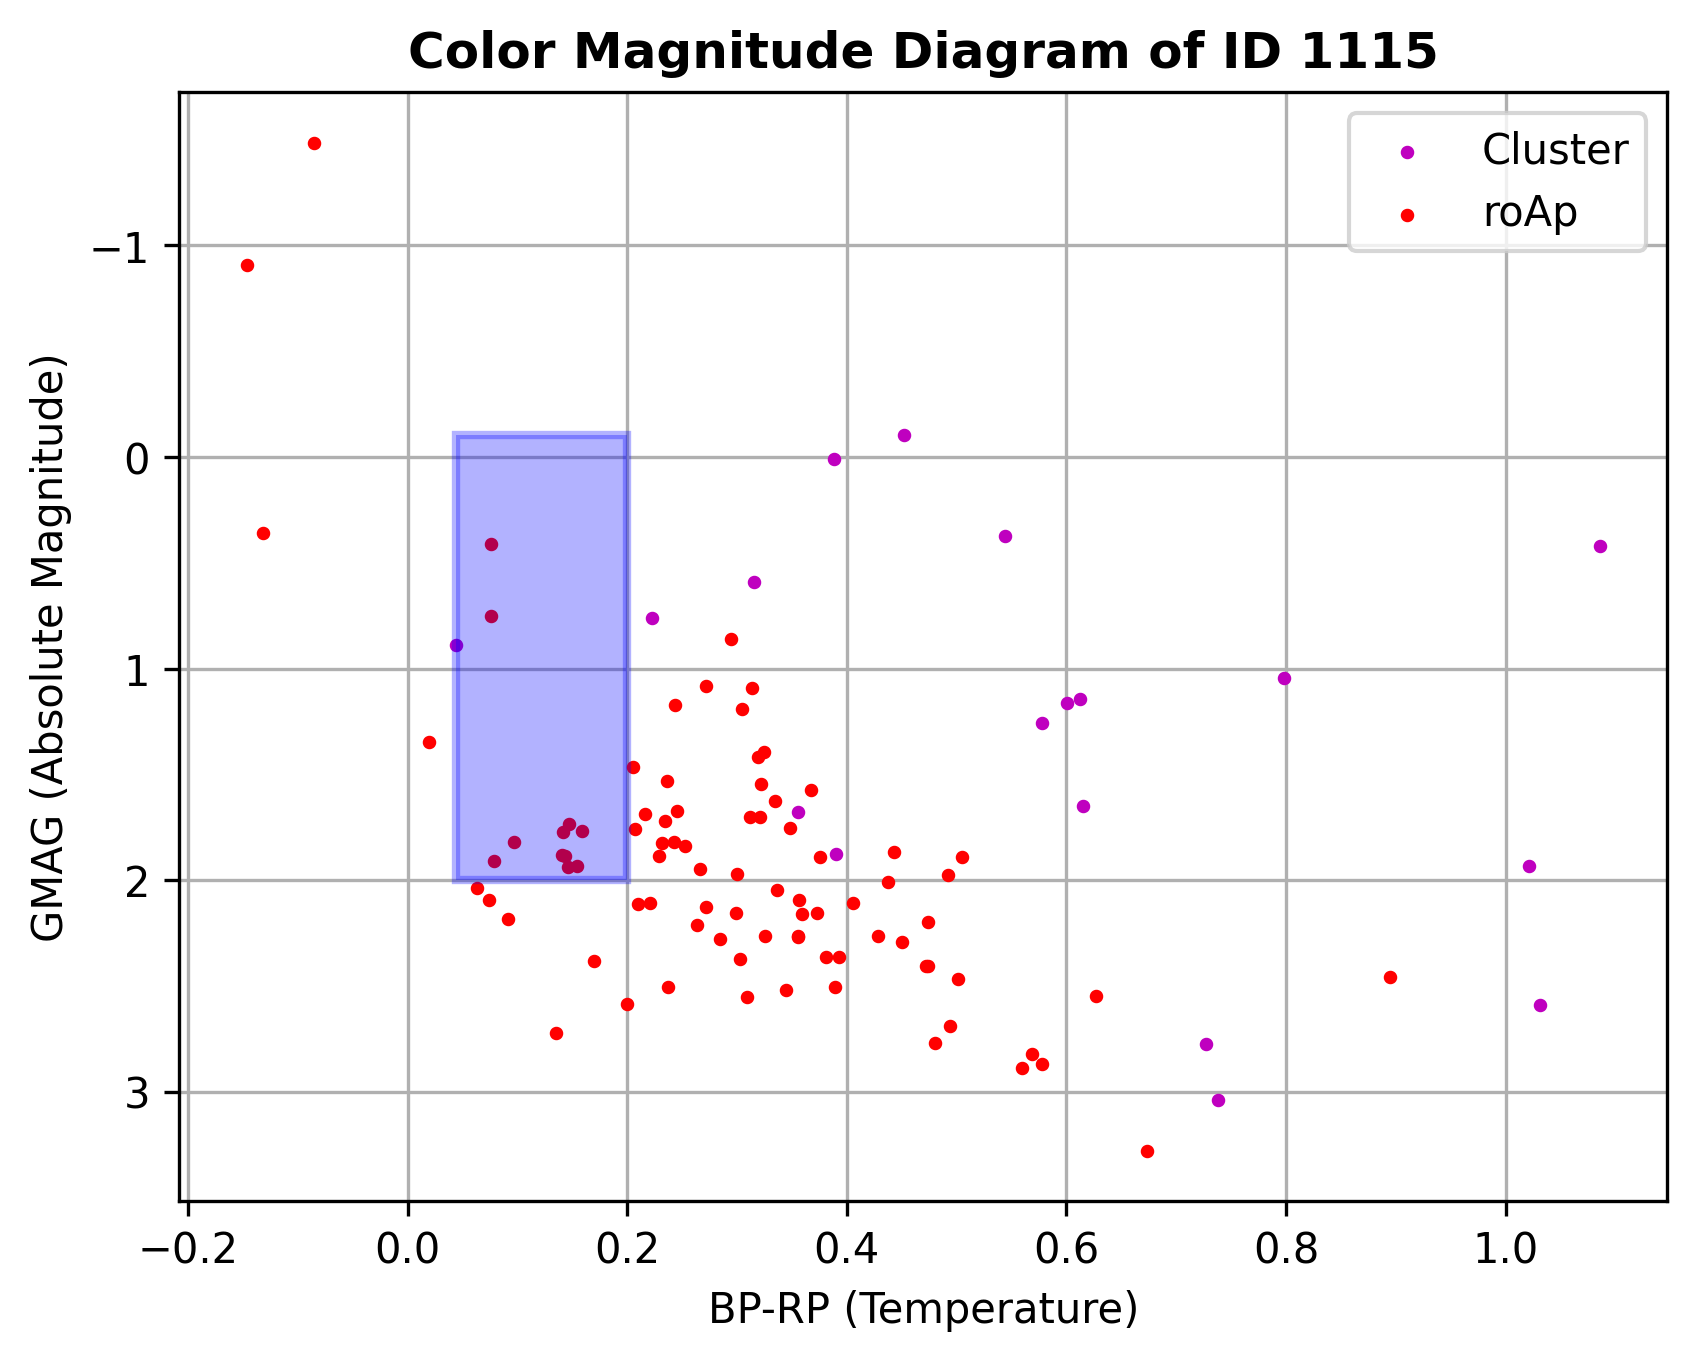 Color Magnitude Diagram of ID 1115
Cluster
roAp
GMAG (Absolute Magnitude)
−1
0
1
2
3
−0.2 0.0 0.2 0.4 0.6 0.8 1.0
BP-RP (Temperature)